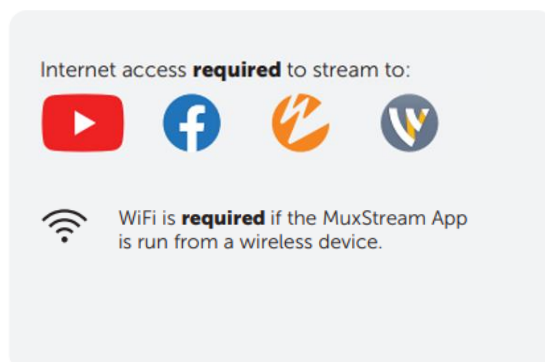 Internet access required to stream to:
WiFi is required if the MuxStream App
is run from a wireless device.